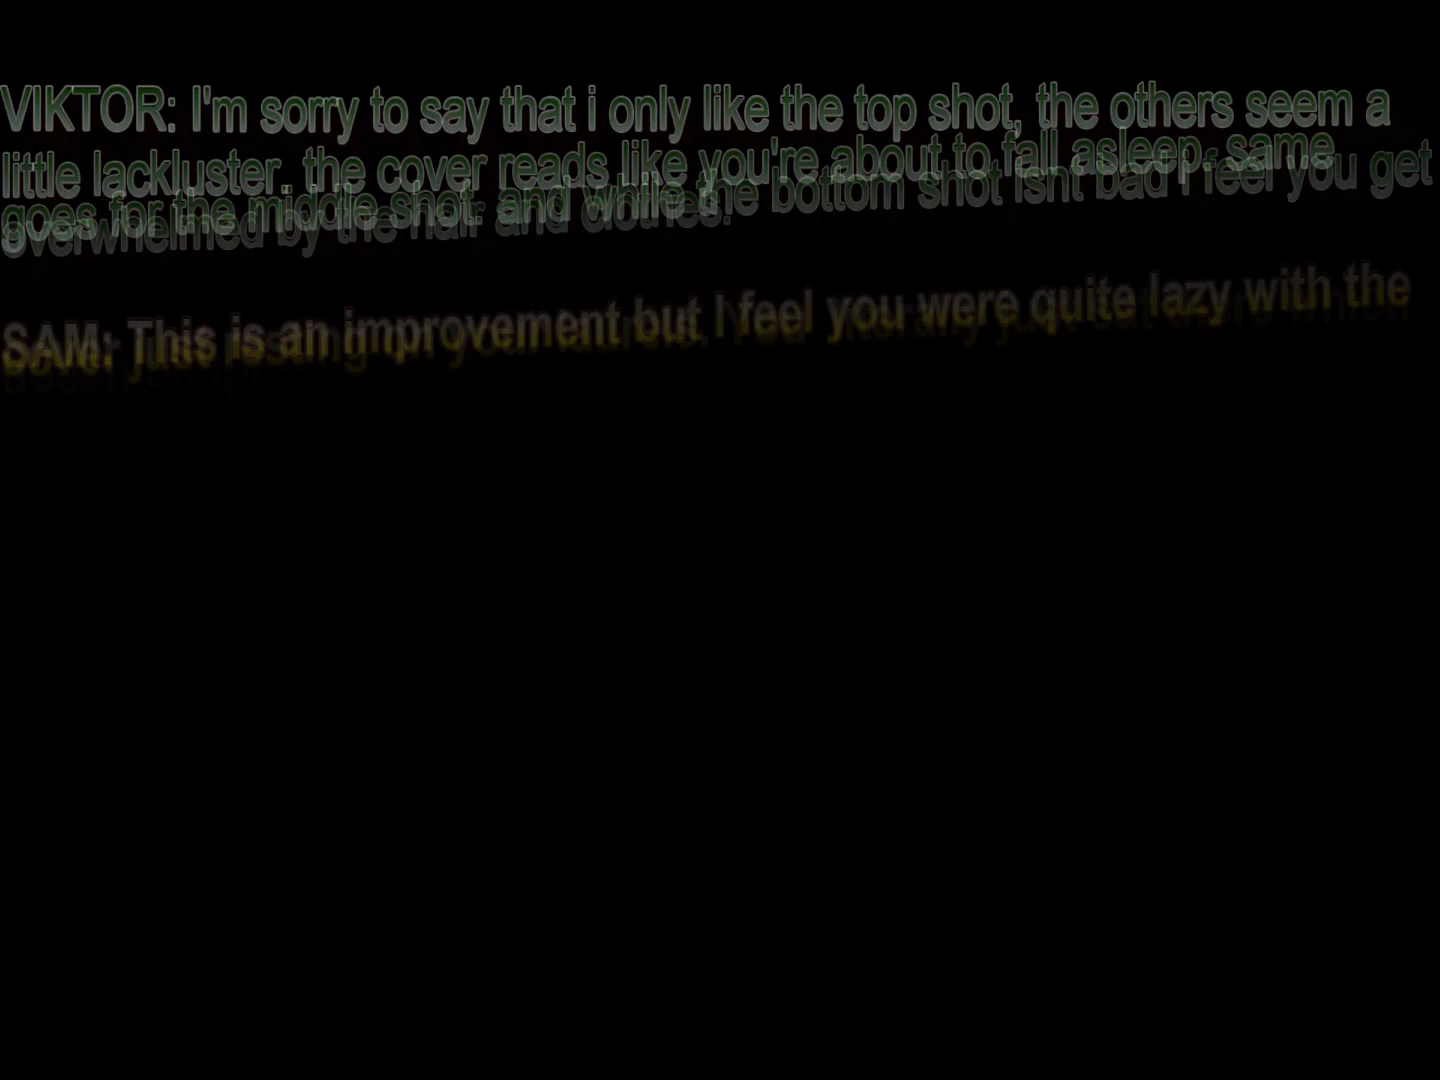 VIKTOR: I'm sorry to say that i only like the top shot, the others seem a
little lackluster. the cover reads like you're about to fall asleep. same
goes for the middle shot. and while the bottom shot isnt bad i feel you get
overwhelmed by the hair and clothes.
SAM: This is an improvement but I feel you were quite lazy with the